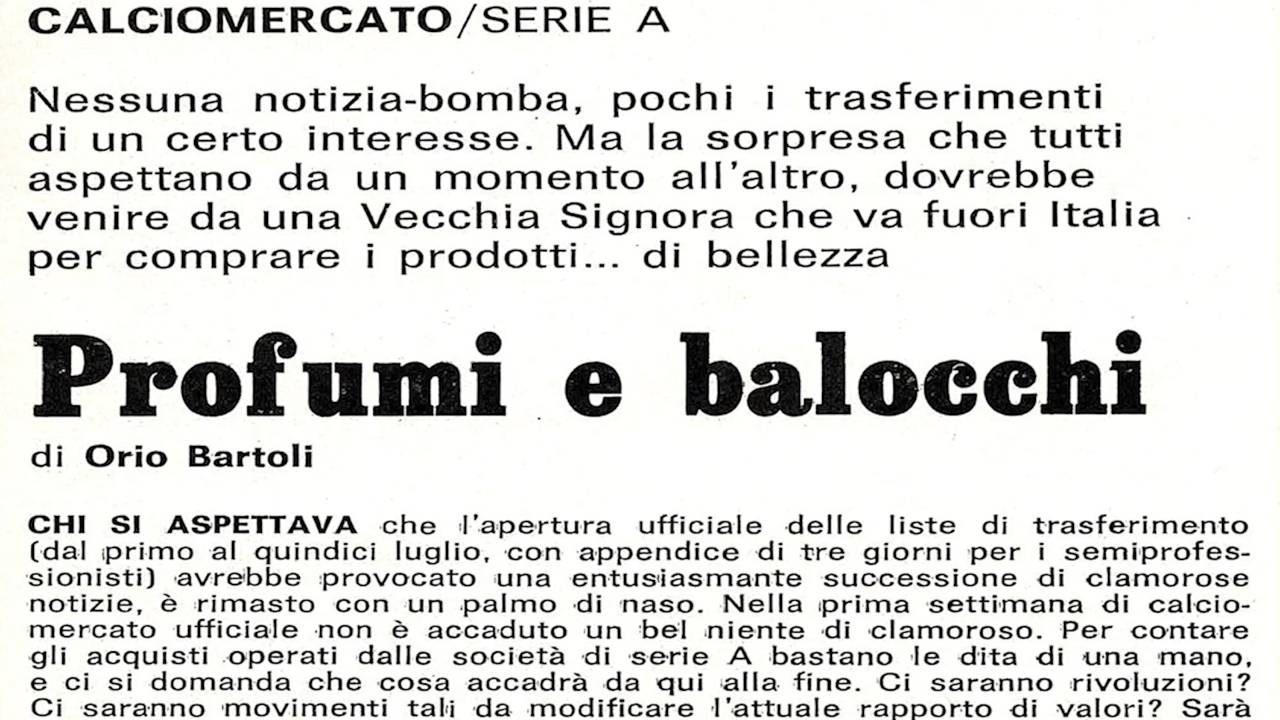 CALCIOMERCATO/SERIE A
Nessuna notizia-bomba, pochi i trasferimenti
di un certo interesse. Ma la sorpresa che tutti
aspettano da un momento all'altro, dovrebbe
venire da una Vecchia Signora che va fuori Italia
per comprare i prodotti... di bellezza
Profumi e balocchi
di Orio Bartoli
CHI SI ASPETTAVA che l'apertura ufficiale delle liste di trasferimento
(dal primo al quindici luglio, con appendice di tre giorni per i semiprofes-
sionisti) avrebbe provocato una entusiasmante successione di clamorose
notizie, è rimasto con un palmo di naso. Nella prima settimana di calcio-
mercato ufficiale non è accaduto un bel niente di clamoroso. Per contare
gli acquisti operati dalle società di serie A bastano le dita di una mano,
e ci si domanda che cosa accadrà da qui alla fine. Ci saranno rivoluzioni?
Ci saranno movimenti tali da modificare l'attuale rapporto di valori? Sarà